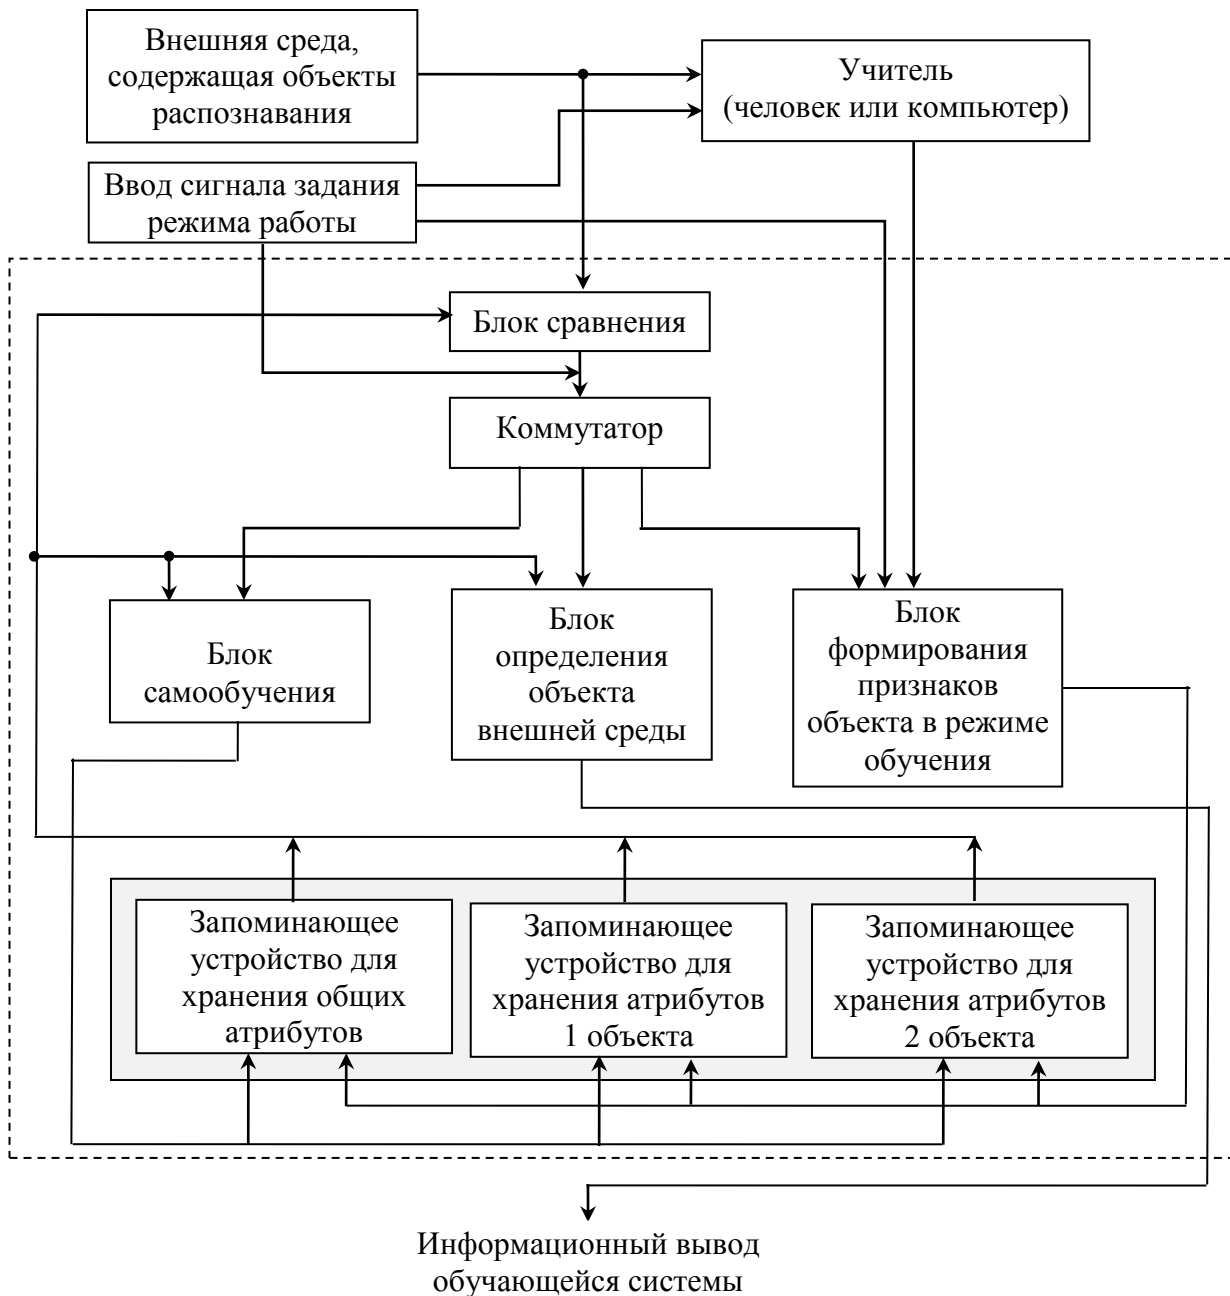 Внешняя среда,
содержащая объекты
распознавания
Учитель
(человек или компьютер)
Ввод сигнала задания
режима работы
Блок сравнения
Коммутатор
Блок
самообучения
Блок
определения
объекта
внешней среды
Блок
формирования
признаков
объекта в режиме
обучения
Запоминающее
устройство для
хранения общих
атрибутов
Запоминающее
устройство для
хранения атрибутов
1 объекта
Запоминающее
устройство для
хранения атрибутов
2 объекта
Информационный вывод
обучающейся системы